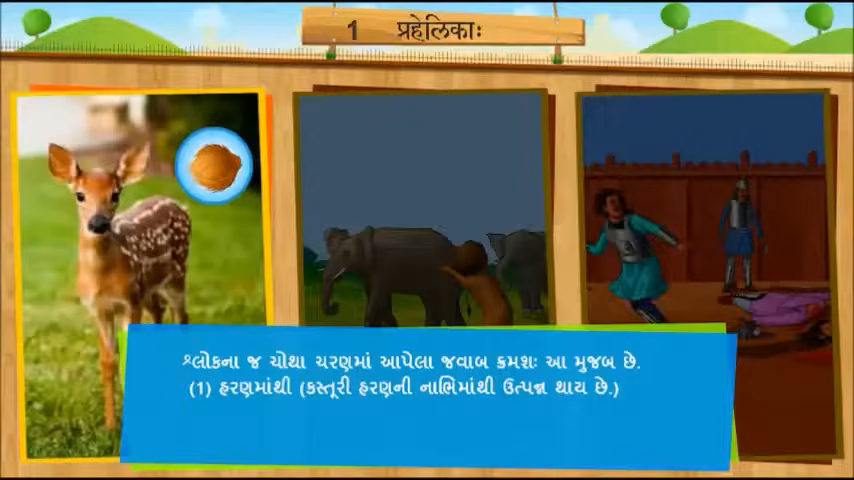 1 प्रहेलिकाः
શ્લોકના જ ચોથા ચરણમાં આપેલા જવાબ ક્રમશઃ આ મુજબ છે.
(1) હરણમાંથી (કસ્તૂરી હરણની નાભિમાંથી ઉત્પન્ન થાય છે.)